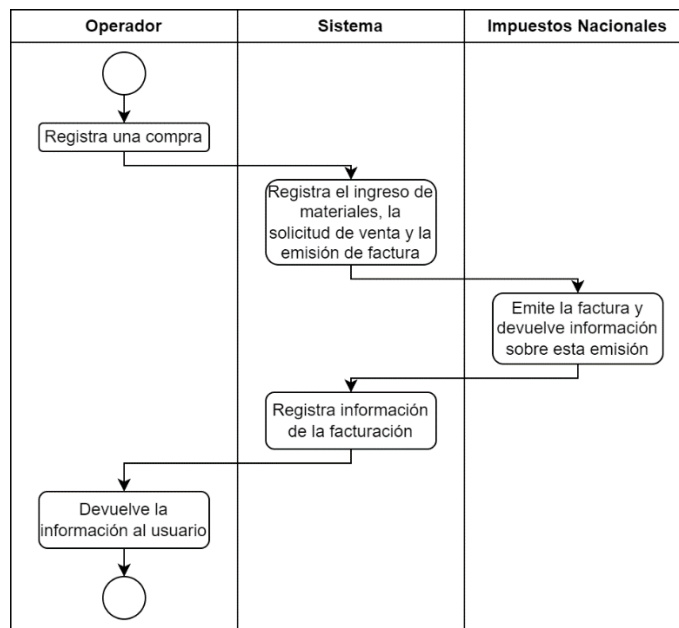 Operador
Sistema
Impuestos Nacionales
Registra una compra
Registra el ingreso de
materiales, la
solicitud de venta y la
emisión de factura
Emite la factura y
devuelve información
sobre esta emisión
Registra información
de la facturación
Devuelve la
información al usuario